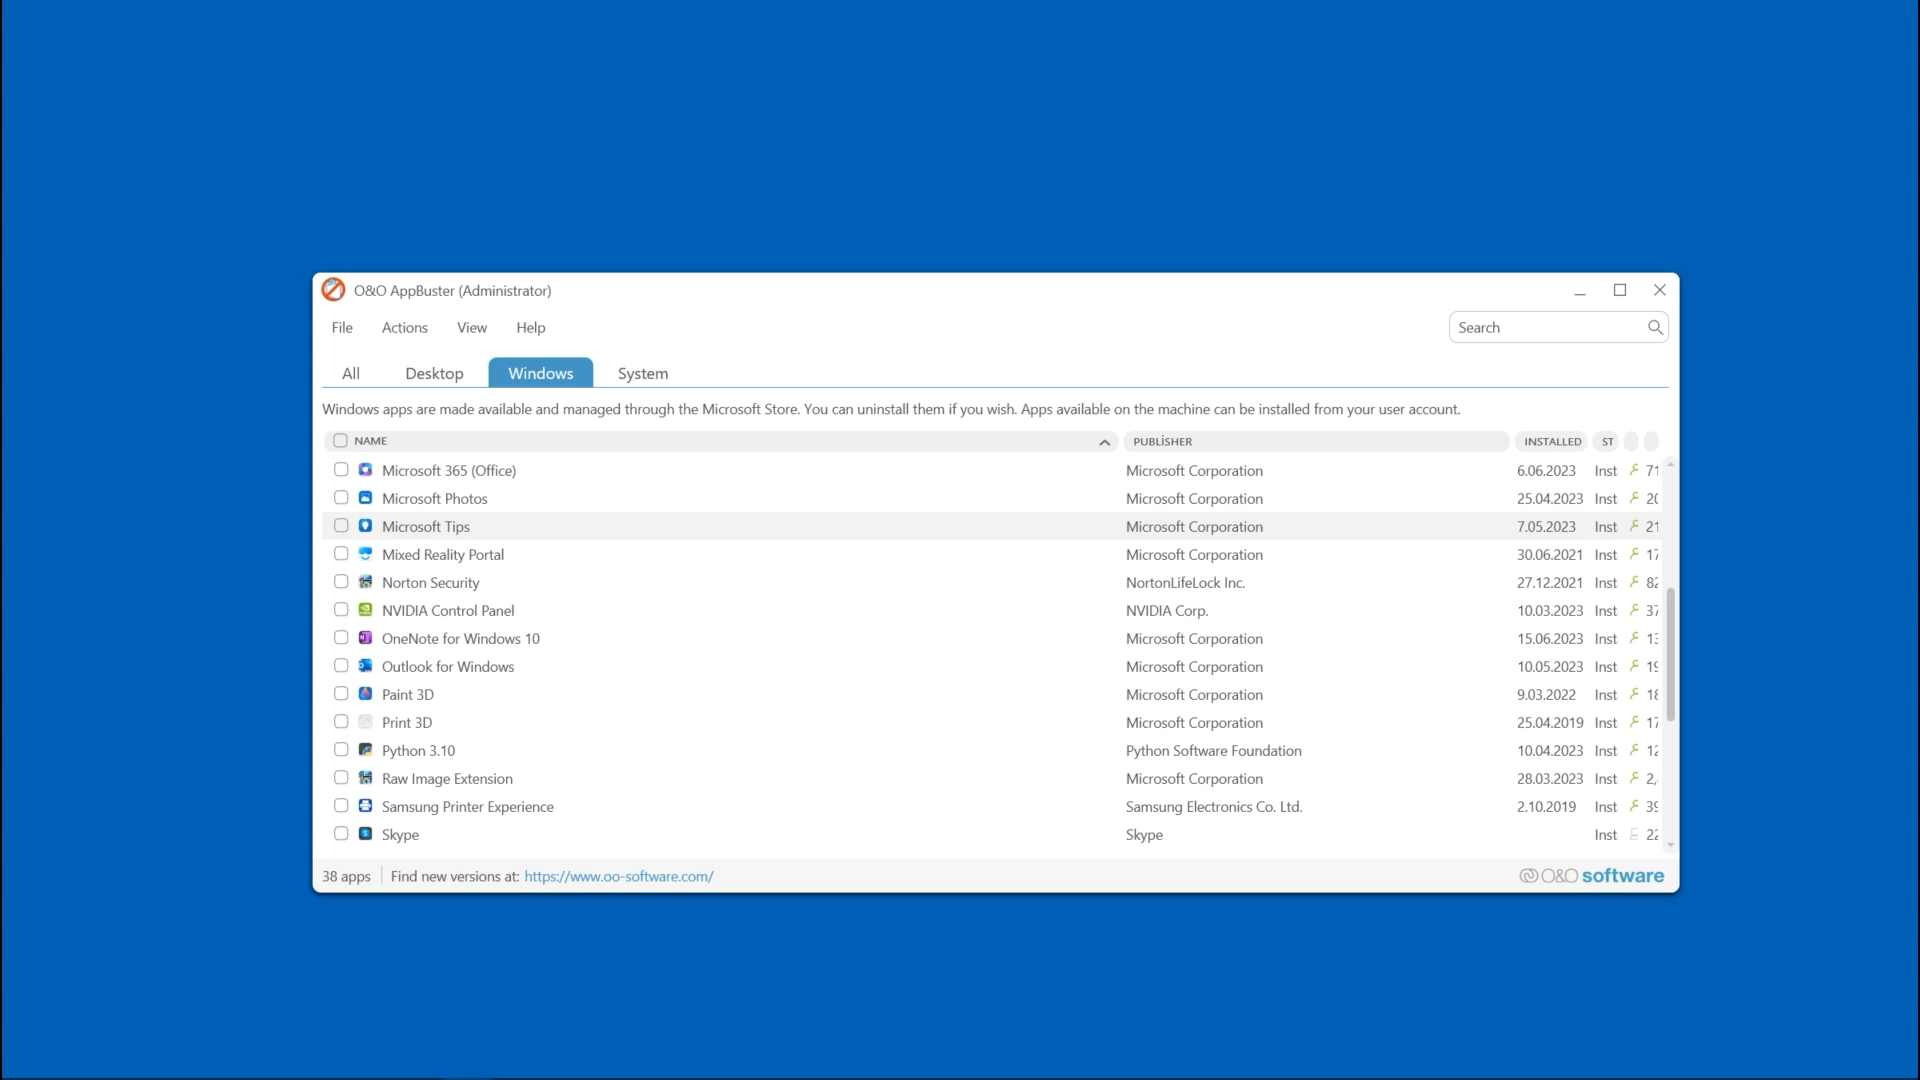 O&O AppBuster (Administrator)
File Actions View Help
Search
All Desktop Windows System
Windows apps are made available and managed through the Microsoft Store. You can uninstall them if you wish. Apps available on the machine can be installed from your user account.
NAME PUBLİSHER INSTALLED ST
Microsoft 365 (Office) Microsoft Corporation 6.06.2023 Inst 71
Microsoft Photos Microsoft Corporation 25.04.2023 Inst
Microsoft Tips Microsoft Corporation 7.05.2023 Inst 21
Mixed Reality Portal Microsoft Corporation 30.06.2021 Inst 17
Norton Security NortonLifeLock Inc. 27.12.2021 Inst
NVIDIA Control Panel NVIDIA Corp. 10.03.2023 Inst 37
OneNote for Windows 10 Microsoft Corporation 15.06.2023 Inst
Outlook for Windows Microsoft Corporation 10.05.2023 Inst
Paint 3D Microsoft Corporation 9.03.2022 Inst
Print 3D Microsoft Corporation 25.04.2019 Inst 17
Python 3.10 Python Software Foundation 10.04.2023 Inst
Raw Image Extension Microsoft Corporation 28.03.2023 Inst 2,
Samsung Printer Experience Samsung Electronics Co. Ltd. 2.10.2019 Inst
Skype Skype Inst
38 apps Find new versions at: https://www.oo-software.com/
O&O software